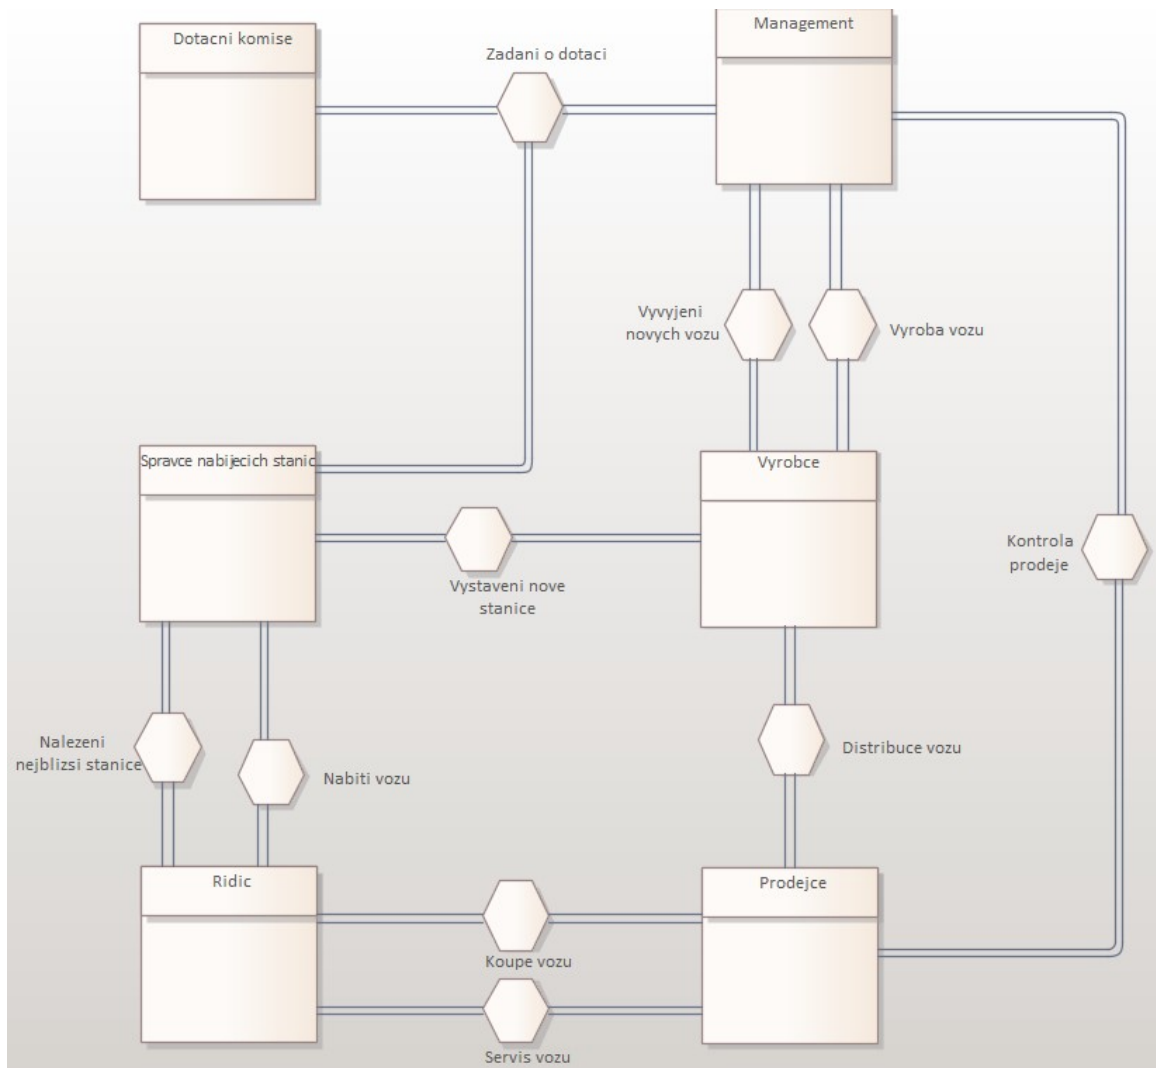 Dotacni komise
Management
Zadani o dotaci
Vyvyjeni
novych vozu
Vyroba vozu
Spravce nabijecich stanic
Vyrobce
Vystaveni nove
stanice
Kontrola
prodeje
Nalezeni
nejblizsi stanice
Nabiti vozu
Distribuce vozu
Ridic
Prodejce
Koupe vozu
Servis vozu